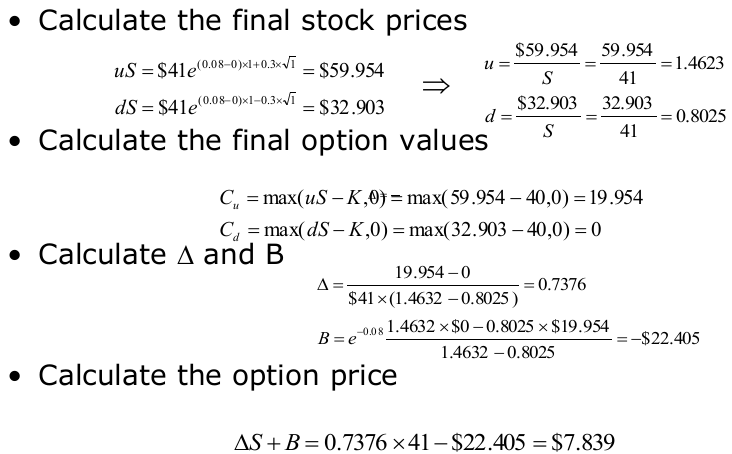 • Calculate the final stock prices
uS = $41e^{(0.08−0)×1+0.3×√1} = $59.954
dS = $41e^{(0.08−0)×1−0.3×√1} = $32.903
⇒
u = $59.954/S = 59.954/41 = 1.4623
d = $32.903/S = 32.903/41 = 0.8025
• Calculate the final option values
C_u = max(uS − K,0) = max(59.954 − 40,0) = 19.954
C_d = max(dS − K,0) = max(32.903 − 40,0) = 0
• Calculate Δ and B
Δ = (19.954 − 0)/($41×(1.4632 − 0.8025)) = 0.7376
B = e^{−0.08} (1.4632 × $0 − 0.8025 × $19.954)/(1.4632 − 0.8025) = −$22.405
• Calculate the option price
ΔS + B = 0.7376 × 41 − $22.405 = $7.839